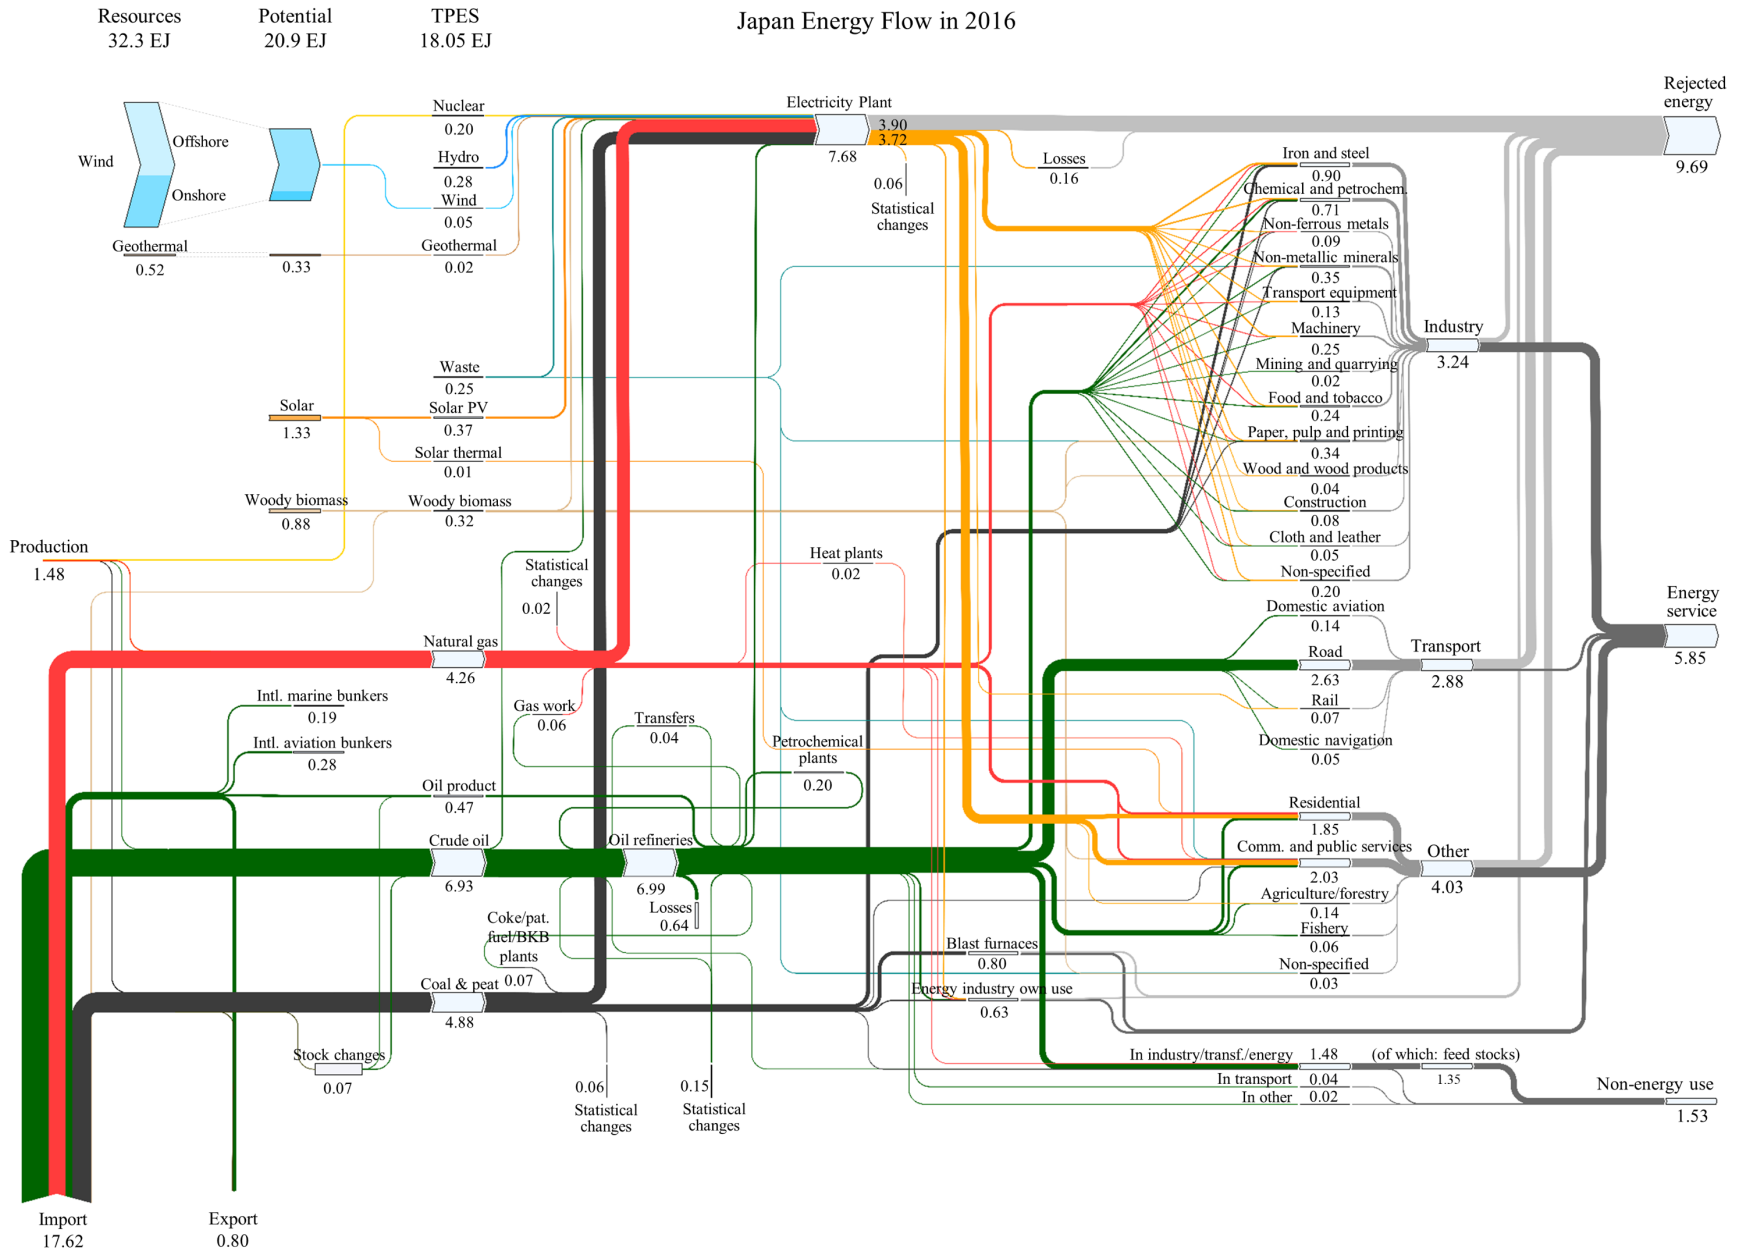 Japan Energy Flow in 2016
Resources
32.3 EJ
Potential
20.9 EJ
TPES
18.05 EJ
Wind
Offshore
Onshore
Geothermal
0.52
0.33
Solar
1.33
Woody biomass
0.88
Production
1.48
Nuclear
0.20
Hydro
0.28
Wind
0.05
Geothermal
0.02
Waste
0.25
Solar PV
0.37
Solar thermal
0.01
Woody biomass
0.32
Statistical
changes
0.02
Natural gas
4.26
Intl. marine bunkers
0.19
Intl. aviation bunkers
0.28
Gas work
0.06
Transfers
0.04
Petrochemical
plants
0.20
Oil product
0.47
Crude oil
6.93
Oil refineries
6.99
Losses
0.64
Coke/pat.
fuel/BKB
plants
0.07
Coal & peat
4.88
Stock changes
0.07
0.06
Statistical
changes
0.15
Statistical
changes
Import
17.62
Export
0.80
Electricity Plant
3.90
3.72
7.68
0.06
Statistical
changes
Losses
0.16
Heat plants
0.02
Blast furnaces
0.80
Energy industry own use
0.63
Iron and steel
0.90
Chemical and petrochem.
0.71
Non-ferrous metals
0.09
Non-metallic minerals
0.35
Transport equipment
0.13
Machinery
0.25
Mining and quarrying
0.02
Food and tobacco
0.24
Paper, pulp and printing
0.34
Wood and wood products
0.04
Construction
0.08
Cloth and leather
0.05
Non-specified
0.20
Domestic aviation
0.14
Road
2.63
Rail
0.07
Domestic navigation
0.05
Residential
1.85
Comm. and public services
2.03
Agriculture/forestry
0.14
Fishery
0.06
Non-specified
0.03
In industry/transf./energy
1.48
(of which: feed stocks)
1.35
In transport
0.04
In other
0.02
Industry
3.24
Transport
2.88
Other
4.03
Rejected
energy
9.69
Energy
service
5.85
Non-energy use
1.53